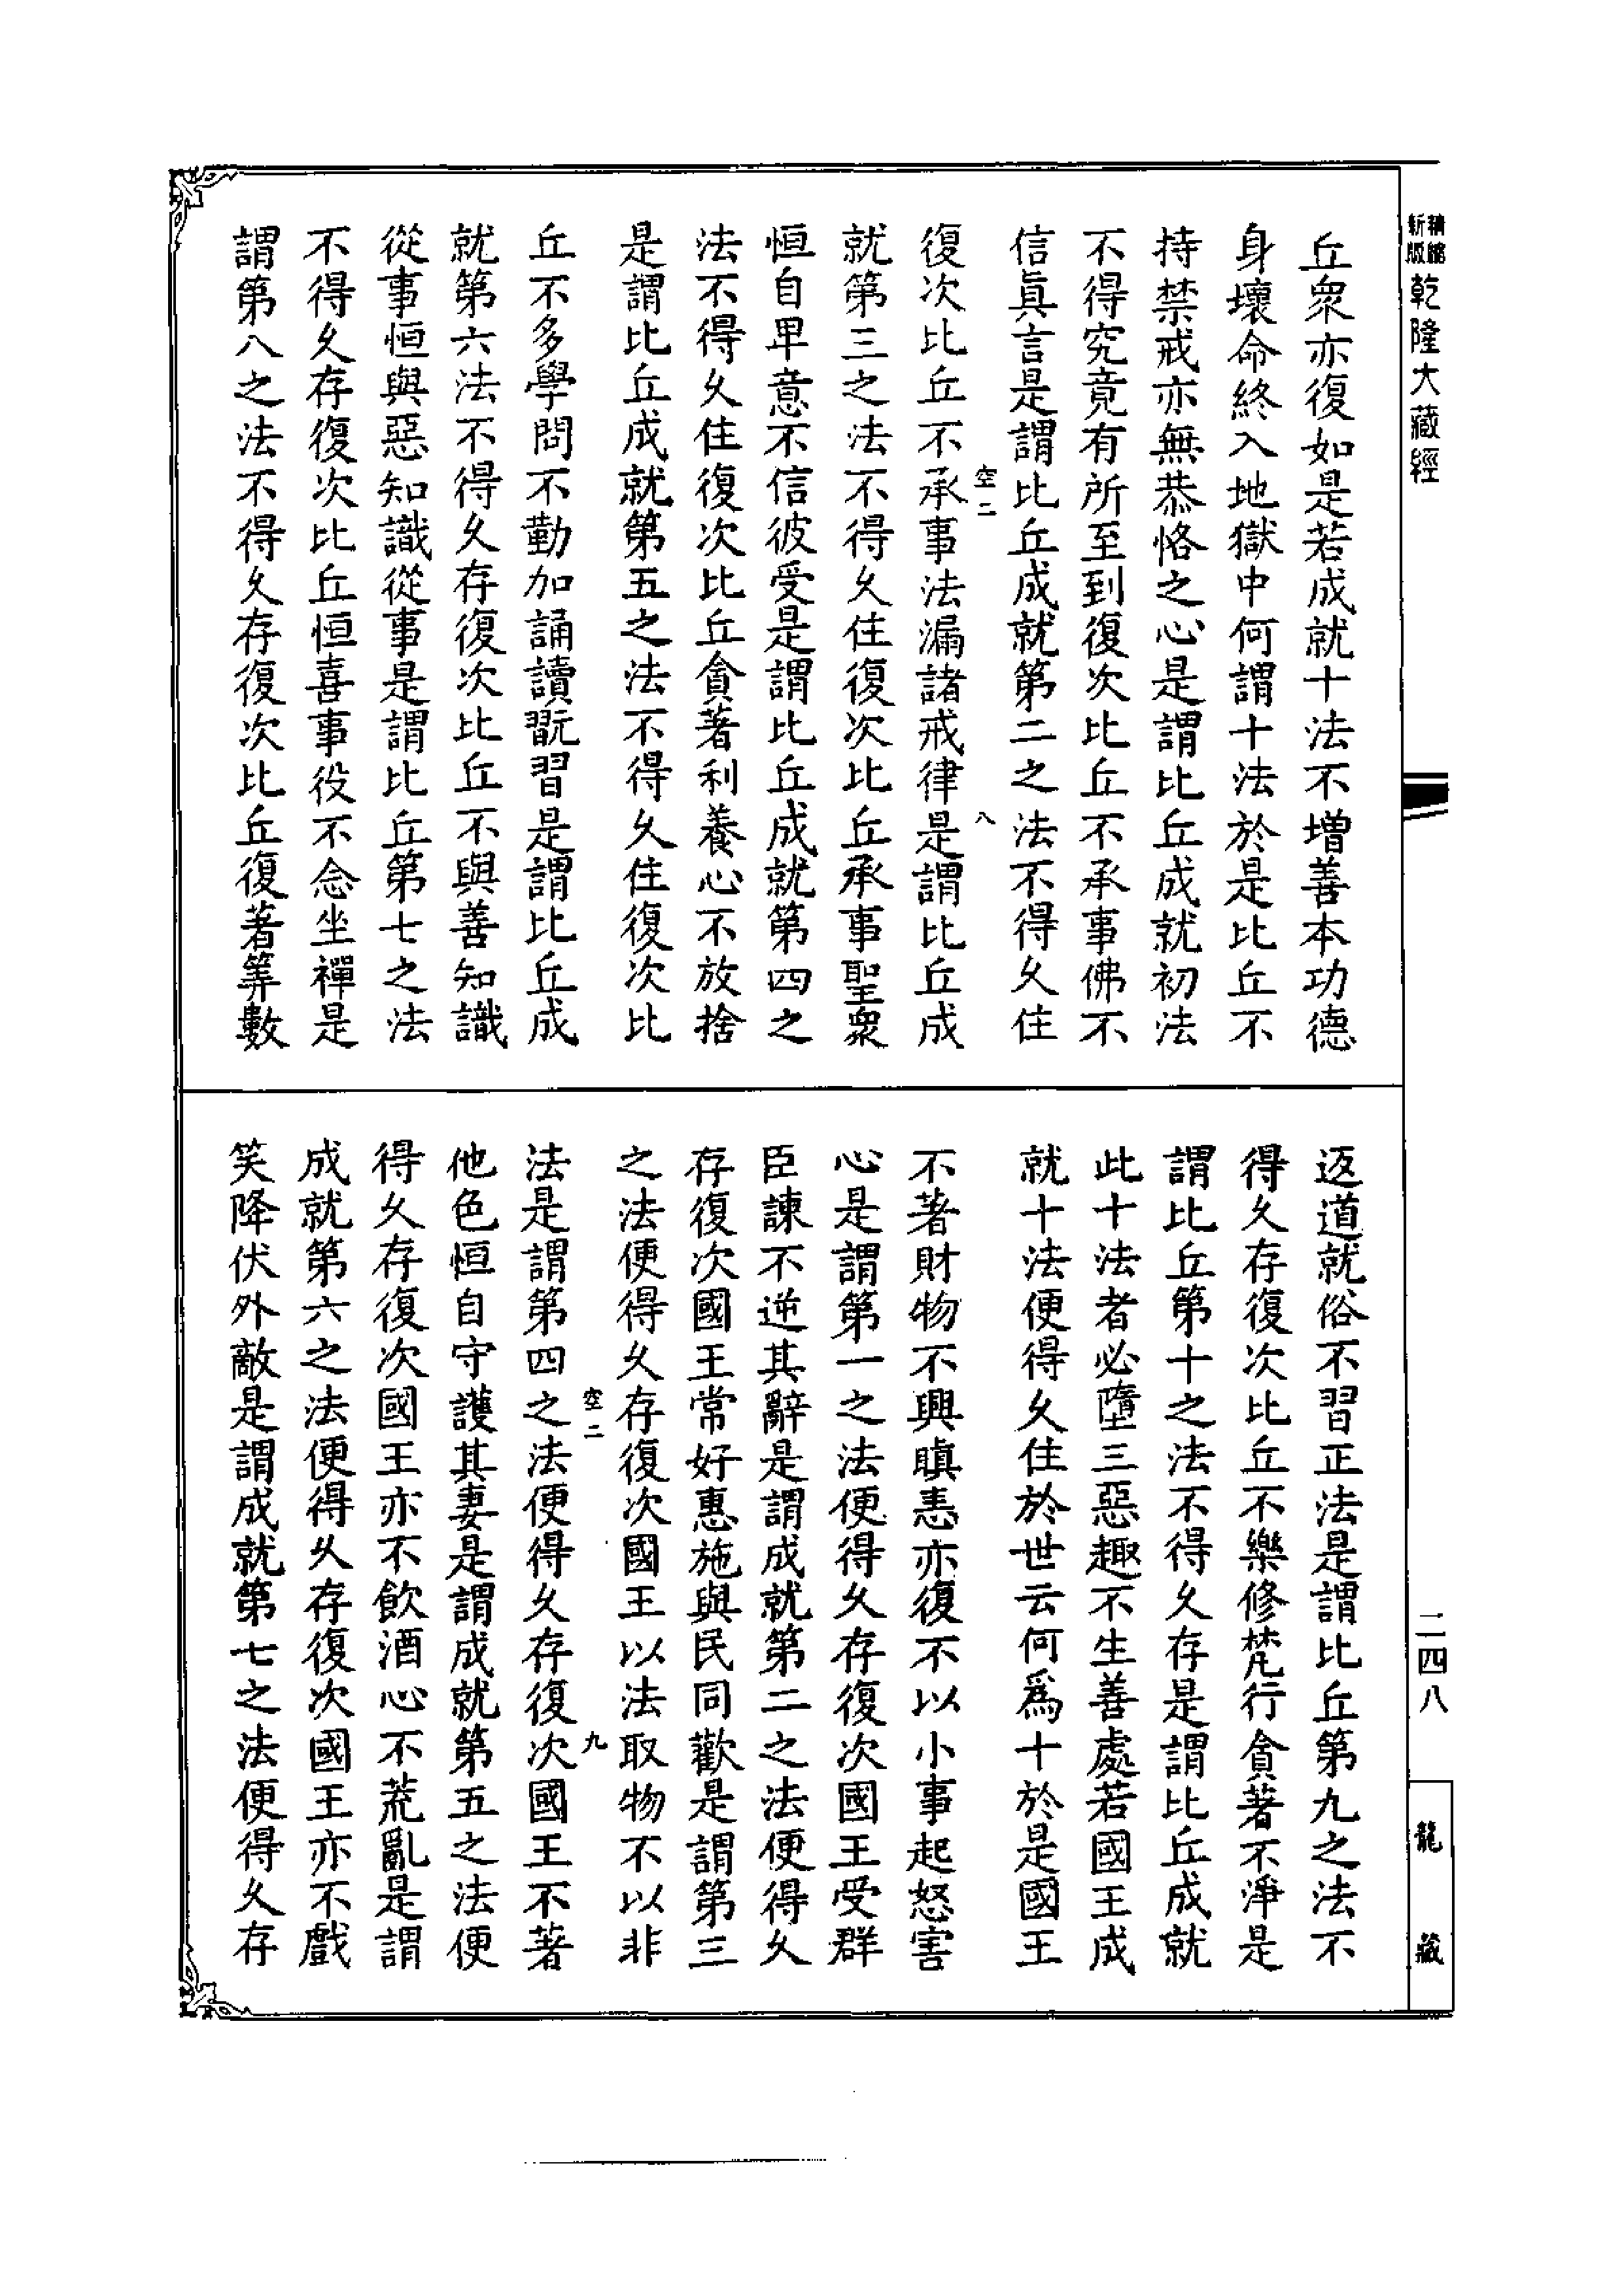 新版
精縮
乾隆大藏經
二四八
龍藏
丘眾亦復如是若成就十法不增善本功德
身壞命終入地獄中何謂十法於是比丘不
持禁戒亦無恭恪之心是謂比丘成就初法
不得究竟有所至到復次比丘不承事佛不
信眞言是謂比丘成就第二之法不得久住
空二
八
復次比丘不承事法漏諸戒律是謂比丘成
就第三之法不得久住復次比丘承事聖眾
恒自卑意不信彼受是謂比丘成就第四之
法不得久住復次比丘貪著利養心不放捨
是謂比丘成就第五之法不得久住復次比
丘不多學問不勤加誦讀翫習是謂比丘成
就第六法不得久存復次比丘不與善知識
從事恒與惡知識從事是謂比丘第七之法
不得久存復次比丘恒喜事役不念坐禪是
謂第八之法不得久存復次比丘復著筭數
返道就俗不習正法是謂比丘第九之法不
得久存復次比丘不樂修梵行貪著不淨是
謂比丘第十之法不得久存是謂比丘成就
此十法者必墮三惡趣不生善處若國王成
就十法便得久住於世云何爲十於是國王
不著財物不興瞋恚亦復不以小事起怒害
心是謂第一之法便得久存復次國王受群
臣諫不逆其辭是謂成就第二之法便得久
存復次國王常好惠施與民同歡是謂第三
之法便得久存復次國王以法取物不以非
空二
九
法是謂第四之法便得久存復次國王不著
他色恒自守護其妻是謂成就第五之法便
得久存復次國王亦不飲酒心不荒亂是謂
成就第六之法便得久存復次國王亦不戲
笑降伏外敵是謂成就第七之法便得久存